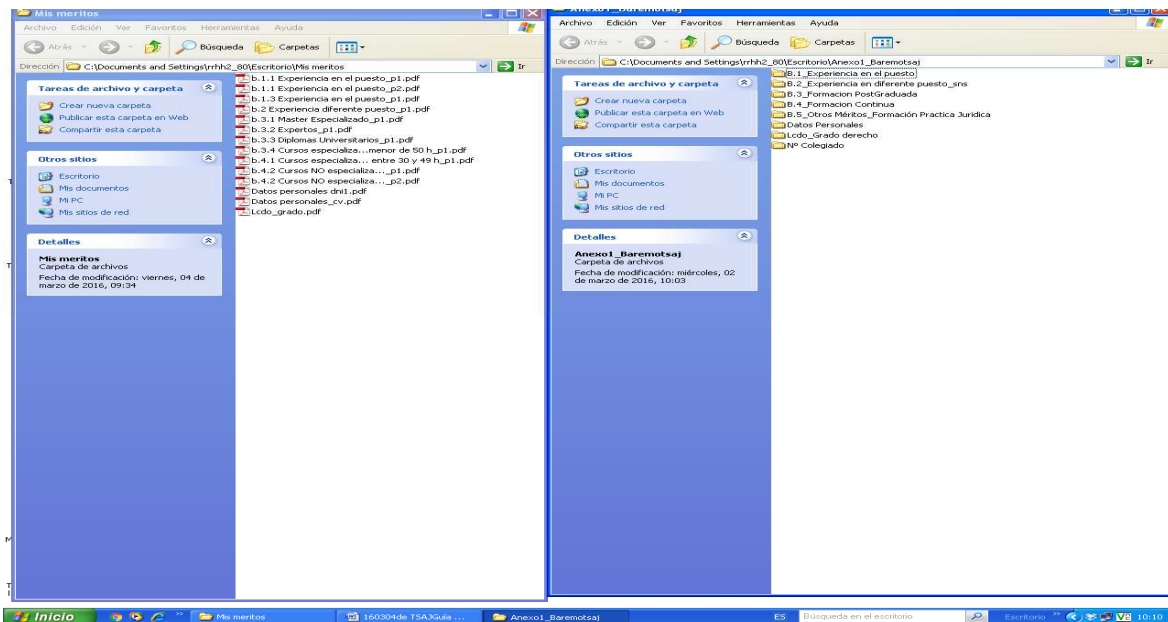 Mis meritos
Archivo Edición Ver Favoritos Herramientas Ayuda
Atrás Búsqueda Carpetas
Dirección C:\Documents and Settings\rrhh2_80\Escritorio\Mis meritos Ir
Tareas de archivo y carpeta
Crear nueva carpeta
Publicar esta carpeta en Web
Compartir esta carpeta
Otros sitios
Escritorio
Mis documentos
Mi PC
Mis sitios de red
Detalles
Mis meritos
Carpeta de archivos
Fecha de modificación: viernes, 04 de
marzo de 2016, 09:34
b.1.1 Experiencia en el puesto_p1.pdf
b.1.1 Experiencia en el puesto_p2.pdf
b.1.3 Experiencia en el puesto_p1.pdf
b.2 Experiencia diferente puesto_p1.pdf
b.3.1 Master Especializado_p1.pdf
b.3.2 Expertos_p1.pdf
b.3.3 Diplomas Universitarios_p1.pdf
b.3.4 Cursos especializa...menor de 50 h_p1.pdf
b.4.1 Cursos especializa... entre 30 y 49 h_p1.pdf
b.4.2 Cursos NO especializa..._p1.pdf
b.4.2 Cursos NO especializa..._p2.pdf
Datos personales dni1.pdf
Datos personales_cv.pdf
Lcdo_grado.pdf
Anexo1_Baremotsaj
Archivo Edición Ver Favoritos Herramientas Ayuda
Atrás Búsqueda Carpetas
Dirección C:\Documents and Settings\rrhh2_80\Escritorio\Anexo1_Baremotsaj Ir
Tareas de archivo y carpeta
Crear nueva carpeta
Publicar esta carpeta en Web
Compartir esta carpeta
Otros sitios
Escritorio
Mis documentos
Mi PC
Mis sitios de red
Detalles
Anexo1_Baremotsaj
Carpeta de archivos
Fecha de modificación: miércoles, 02
de marzo de 2016, 10:03
B.1_Experiencia en el puesto
B.2_Experiencia en diferente puesto_sns
B.3_Formacion PostGraduada
B.4_Formacion Continua
B.5_Otros Méritos_Formación Practica Juridica
Datos Personales
Lcdo_Grado derecho
Nº Colegiado
Inicio Mis meritos 160304de TSAJGuía ... Anexo1_Baremotsaj ES Búsqueda en el escritorio Escritorio 10:10